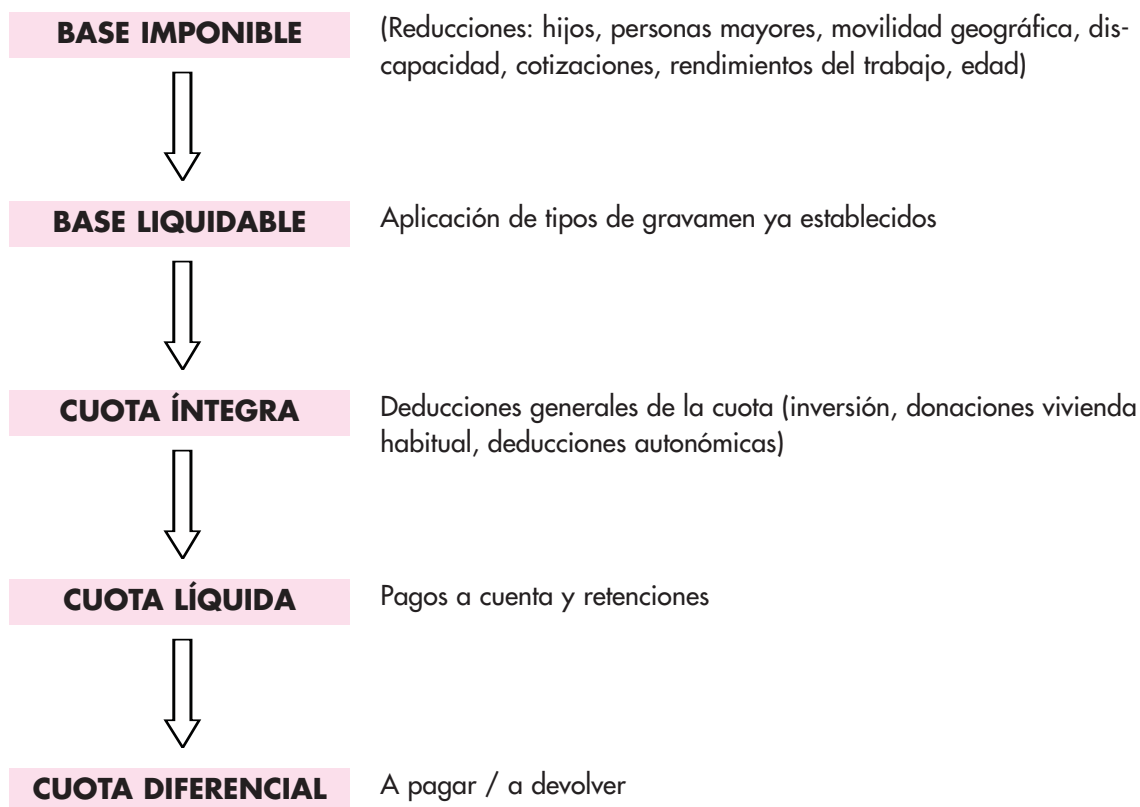 BASE IMPONIBLE
(Reducciones: hijos, personas mayores, movilidad geográfica, dis-
capacidad, cotizaciones, rendimientos del trabajo, edad)
BASE LIQUIDABLE
Aplicación de tipos de gravamen ya establecidos
CUOTA ÍNTEGRA
Deducciones generales de la cuota (inversión, donaciones vivienda
habitual, deducciones autonómicas)
CUOTA LÍQUIDA
Pagos a cuenta y retenciones
CUOTA DIFERENCIAL
A pagar / a devolver